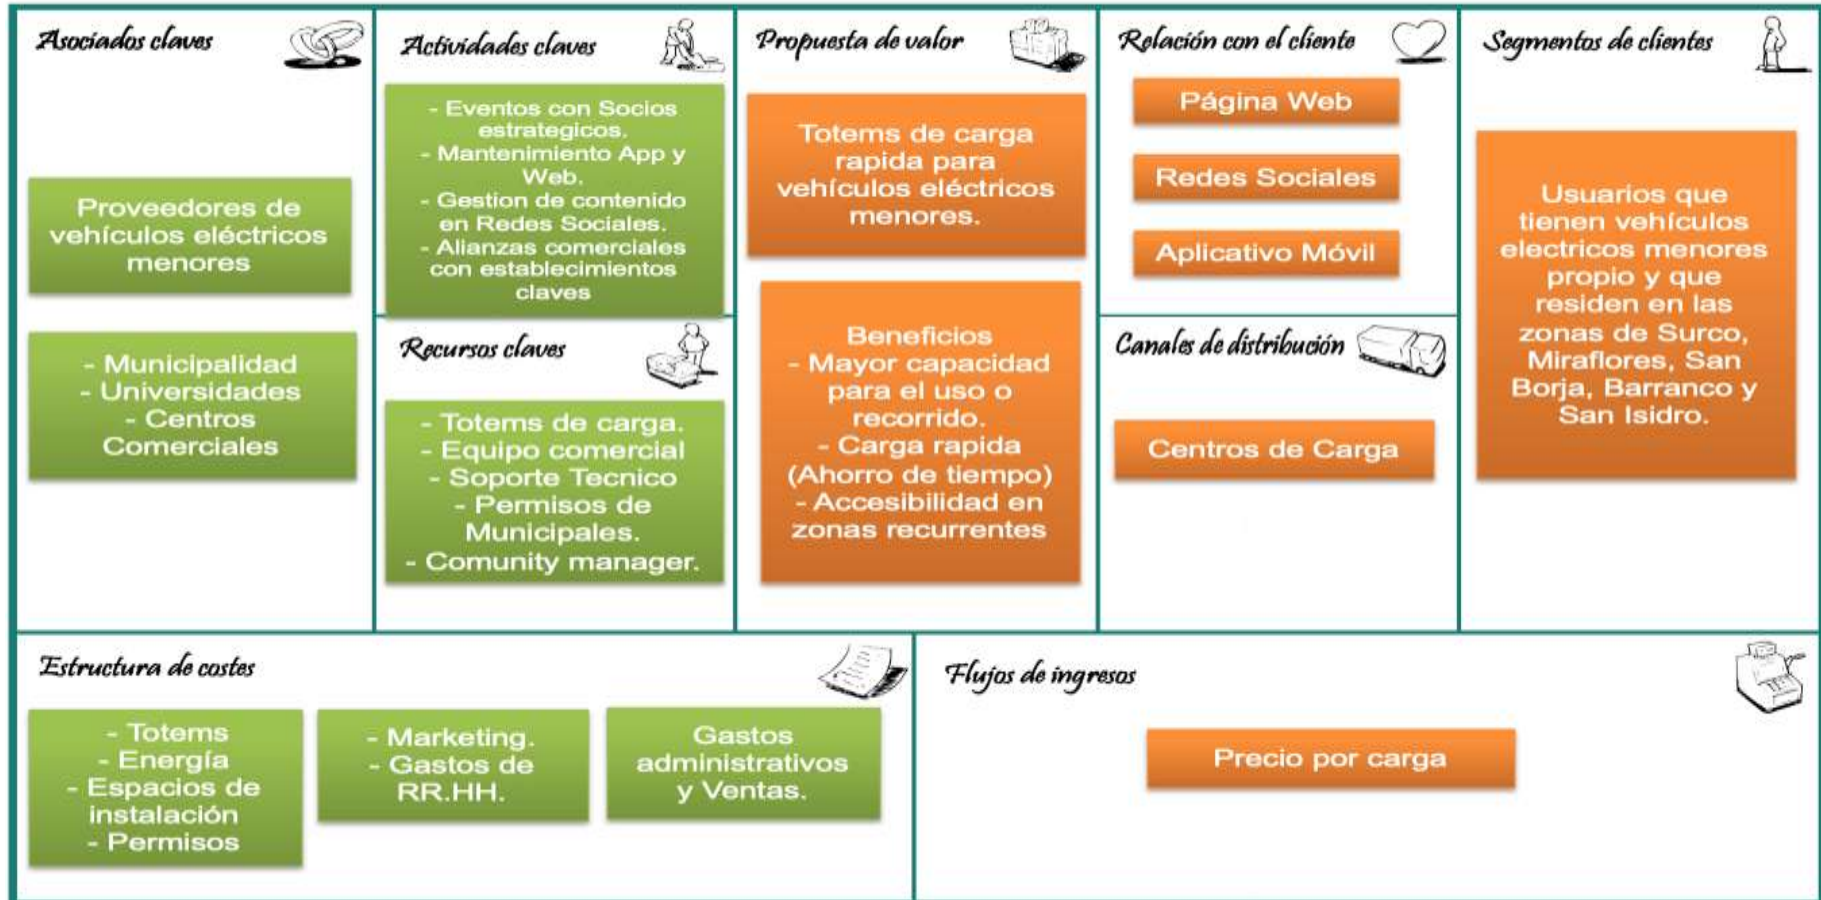 Asociados claves
Proveedores de
vehículos eléctricos
menores
- Municipalidad
- Universidades
- Centros
Comerciales
Actividades claves
- Eventos con Socios
estrategicos.
- Mantenimiento App y
Web.
- Gestion de contenido
en Redes Sociales.
- Alianzas comerciales
con establecimientos
claves
Recursos claves
- Totems de carga.
- Equipo comercial
- Soporte Tecnico
- Permisos de
Municipales.
- Comunity manager.
Propuesta de valor
Totems de carga
rapida para
vehículos eléctricos
menores.
Beneficios
- Mayor capacidad
para el uso o
recorrido.
- Carga rapida
(Ahorro de tiempo)
- Accesibilidad en
zonas recurrentes
Relación con el cliente
Página Web
Redes Sociales
Aplicativo Móvil
Canales de distribución
Centros de Carga
Segmentos de clientes
Usuarios que
tienen vehículos
electricos menores
propio y que
residen en las
zonas de Surco,
Miraflores, San
Borja, Barranco y
San Isidro.
Estructura de costes
- Totems
- Energía
- Espacios de
instalación
- Permisos
- Marketing.
- Gastos de
RR.HH.
Gastos
administrativos
y Ventas.
Flujos de ingresos
Precio por carga